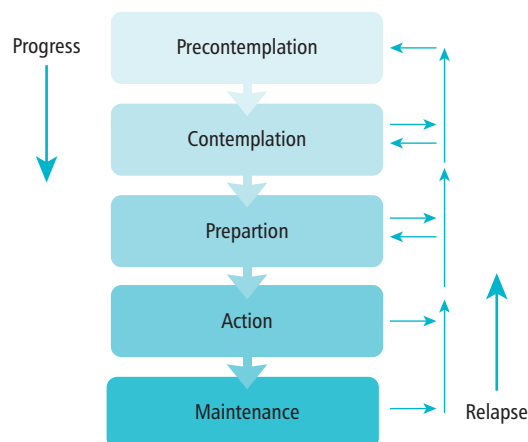 Progress
Precontemplation
Contemplation
Prepartion
Action
Maintenance
Relapse